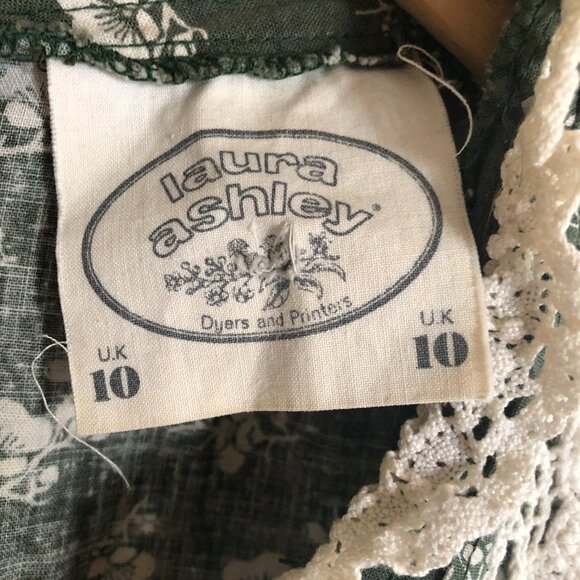 laura
ashley®
Dyers and Printers
U.K U.K
10 10